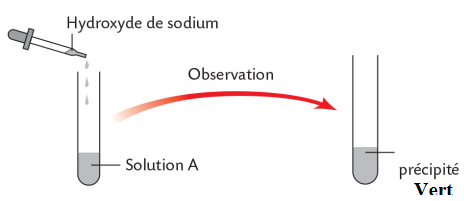 Hydroxyde de sodium
Observation
Solution A
précipité
Vert